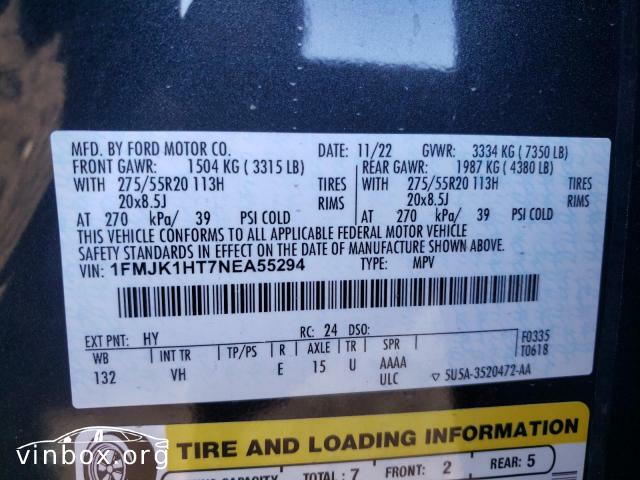 MFD. BY FORD MOTOR CO.
DATE: 11/22 GVWR: 3334 KG ( 7350 LB)
FRONT GAWR: 1504 KG ( 3315 LB)
REAR GAWR: 1987 KG ( 4380 LB)
WITH 275/55R20 113H TIRES
275/55R20 113H TIRES
20x8.5J RIMS
20x8.5J RIMS
AT 270 kPa/ 39 PSI COLD
AT 270 kPa/ 39 PSI COLD
THIS VEHICLE CONFORMS TO ALL APPLICABLE FEDERAL MOTOR VEHICLE
SAFETY STANDARDS IN EFFECT ON THE DATE OF MANUFACTURE SHOWN ABOVE.
VIN: 1FMJK1HT7NEA55294 TYPE: MPV
EXT PNT: HY RC: 24 DSO: F0335
T0618
WB INT TR TP/PS R AXLE TR SPR
132 VH E 15 U AAAA
ULC ▽ SU5A-3520472-AA
TIRE AND LOADING INFORMATION
CAPACITY TOTAL : 7 FRONT: 2 REAR: 5
vinbox.org